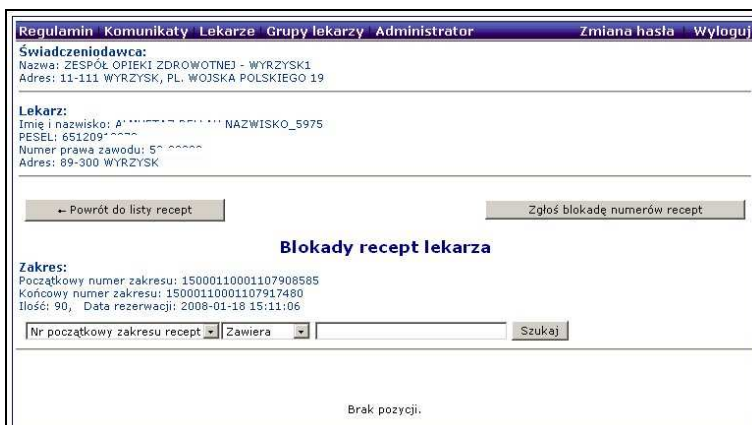 Regulamin Komunikaty Lekarze Grupy lekarzy Administrator Zmiana hasła Wyloguj
Świadczeniodawca:
Nazwa: ZESPÓŁ OPIEKI ZDROWOTNEJ - WYRZYSK1
Adres: 11-111 WYRZYSK, PL. WOJSKA POLSKIEGO 19
Lekarz:
Imię i nazwisko: NAZWISKO_5975
PESEL:
Numer prawa zawodu:
Adres: 89-300 WYRZYSK
← Powrót do listy recept Zgłoś blokadę numerów recept
Blokady recept lekarza
Zakres:
Początkowy numer zakresu: 15000110001107908585
Końcowy numer zakresu: 15000110001107917480
Ilość: 90, Data rezerwacji: 2008-01-18 15:11:06
Nr początkowy zakresu recept Zawiera Szukaj
Brak pozycji.